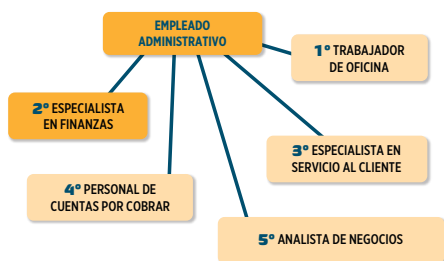 EMPLEADO
ADMINISTRATIVO
1º TRABAJADOR
DE OFICINA
2º ESPECIALISTA
EN FINANZAS
3º ESPECIALISTA EN
SERVICIO AL CLIENTE
4º PERSONAL DE
CUENTAS POR COBRAR
5º ANALISTA DE NEGOCIOS